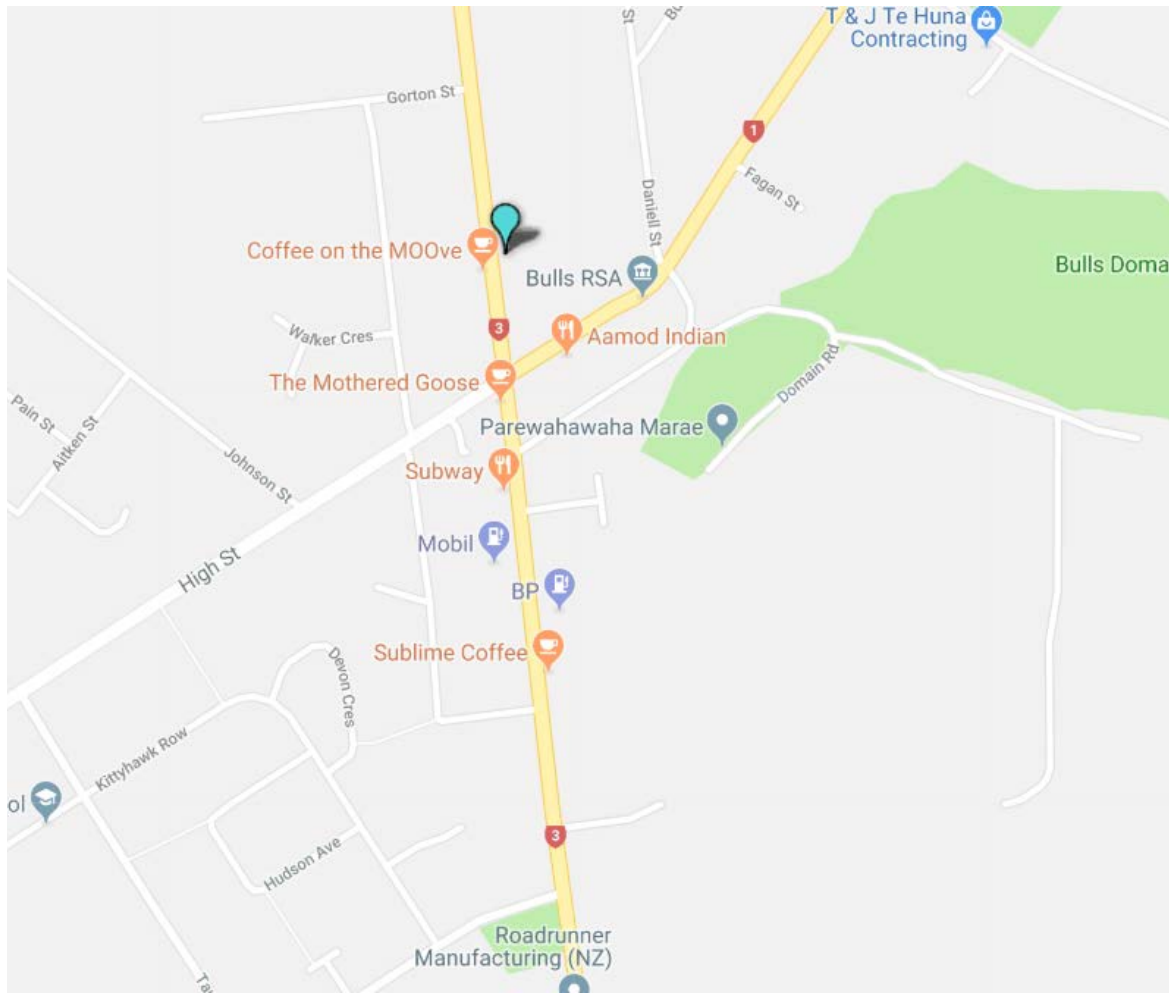 St
T & J Te Huna
Contracting
Gorton St
1
Fagan St
Daniell St
Coffee on the MOOve
Bulls RSA
Bulls Doma
3
Walker Cres
Aamod Indian
The Mothered Goose
Domain Rd
Pain St
Aitken St
Parewahawaha Marae
Johnson St
Subway
Mobil
High St
BP
Sublime Coffee
Devon Cres
Kittyhawk Row
ol
3
Hudson Ave
Roadrunner
Manufacturing (NZ)